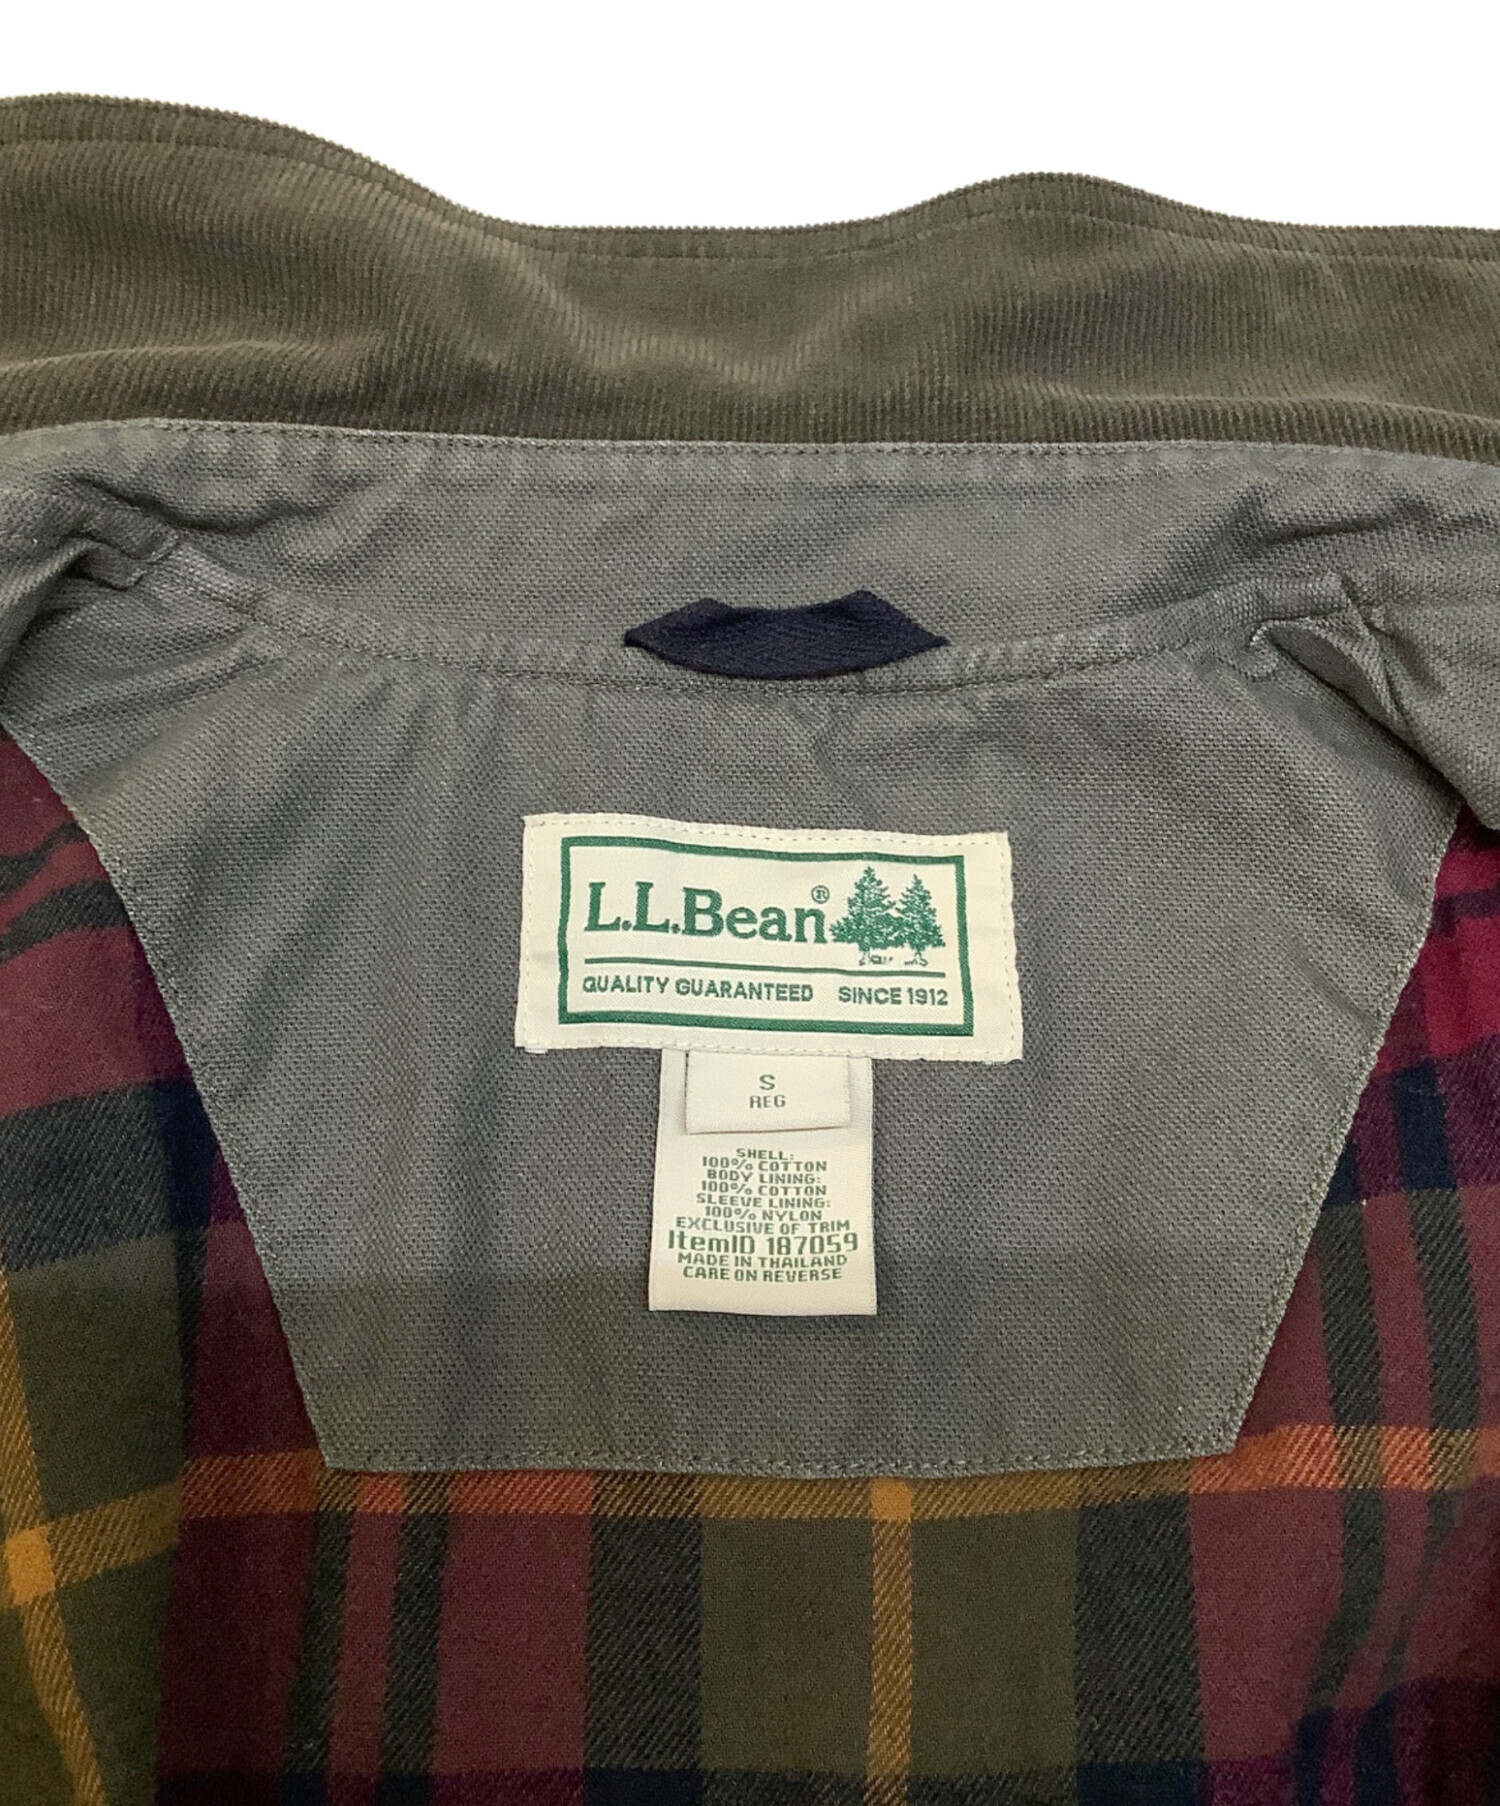 L.L.Bean®
QUALITY GUARANTEED SINCE 1912
S
REG
SHELL:
100% COTTON
BODY LINING:
100% COTTON
SLEEVE LINING:
100% NYLON
EXCLUSIVE OF TRIM
ItemID 187059
MADE IN THAILAND
CARE ON REVERSE